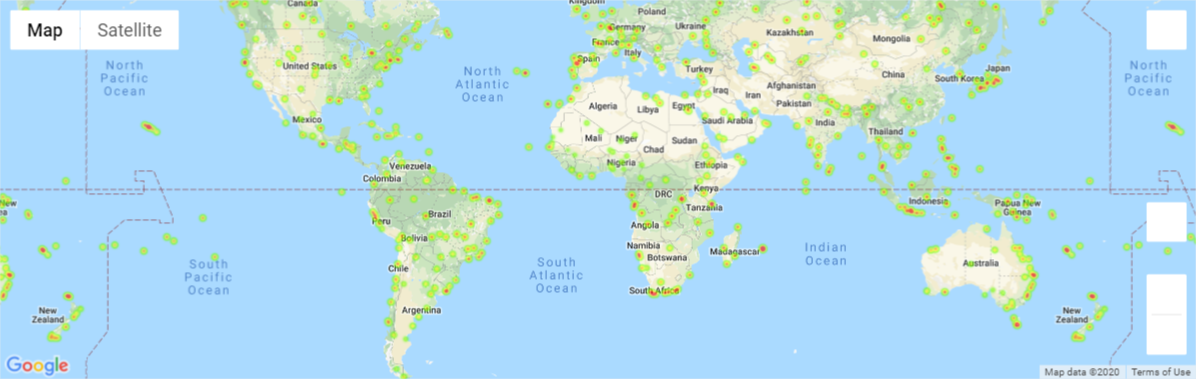 Kingdom
Canada
Poland
Map
Satellite
Germany
Ukraine
Kazakhstan
Mongolia
France
Italy
Spain
Turkey
North
Pacific
Ocean
United States
North
Atlantic
Ocean
China
South Korea
Japan
North
Pacific
Ocean
Afghanistan
Iraq
Iran
Pakistan
Algeria
Libya
Egypt
Saudi Arabia
India
Mexico
Mali
Niger
Chad
Sudan
Thailand
Nigeria
Ethiopia
Venezuela
Colombia
DRC
Kenya
New
ea
Peru
Brazil
Tanzania
Indonesia
Papua New
Guinea
Angola
Bolivia
Namibia
Botswana
Madagascar
Indian
Ocean
South
Pacific
Ocean
Chile
South
Atlantic
Ocean
Australia
South Africa
Argentina
New
Zealand
New
Zealand
Google
Map data ©2020
Terms of Use